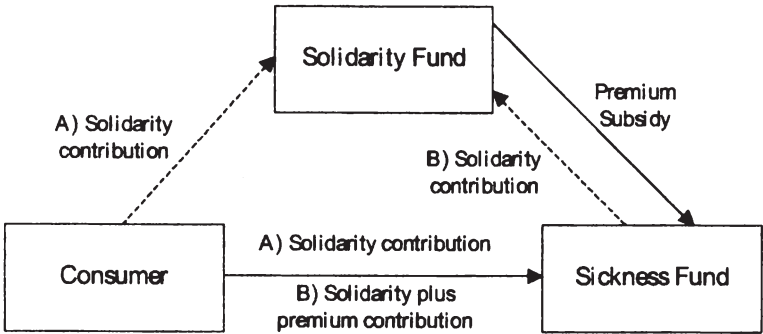 Solidarity Fund
Premium
Subsidy
A) Solidarity
contribution
B) Solidarity
contribution
A) Solidarity contribution
Consumer
Sickness Fund
B) Solidarity plus
premium contribution